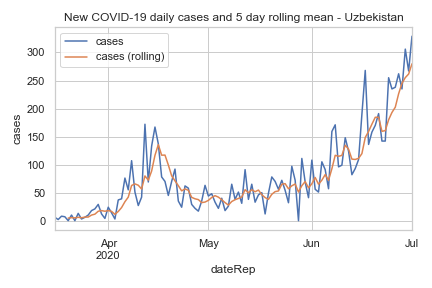 New COVID-19 daily cases and 5 day rolling mean - Uzbekistan
cases
cases (rolling)
300
250
200
150
100
50
0
cases
Apr
2020
May
Jun
Jul
dateRep